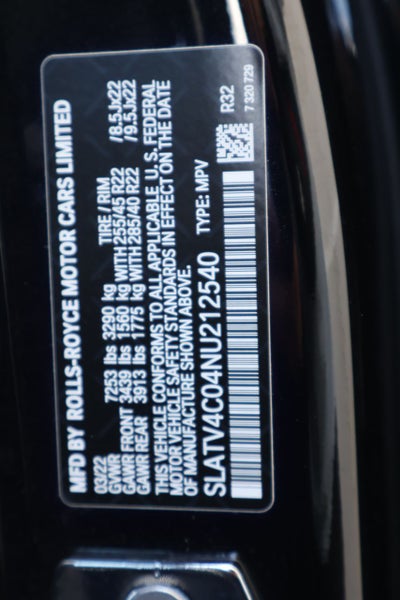 MFD BY ROLLS-ROYCE MOTOR CARS LIMITED
03/22 TIRE / RIM
GVWR 7253 lbs 3290 kg
GAWR FRONT 3439 lbs 1560 kg WITH 255/45 R22 /8.5Jx22
GAWR REAR 3913 lbs 1775 kg WITH 285/40 R22 /9.5Jx22
THIS VEHICLE CONFORMS TO ALL APPLICABLE U. S. FEDERAL
MOTOR VEHICLE SAFETY STANDARDS IN EFFECT ON THE DATE
OF MANUFACTURE SHOWN ABOVE.
SLATV4C04NU212540 TYPE: MPV
R32
7 320 729